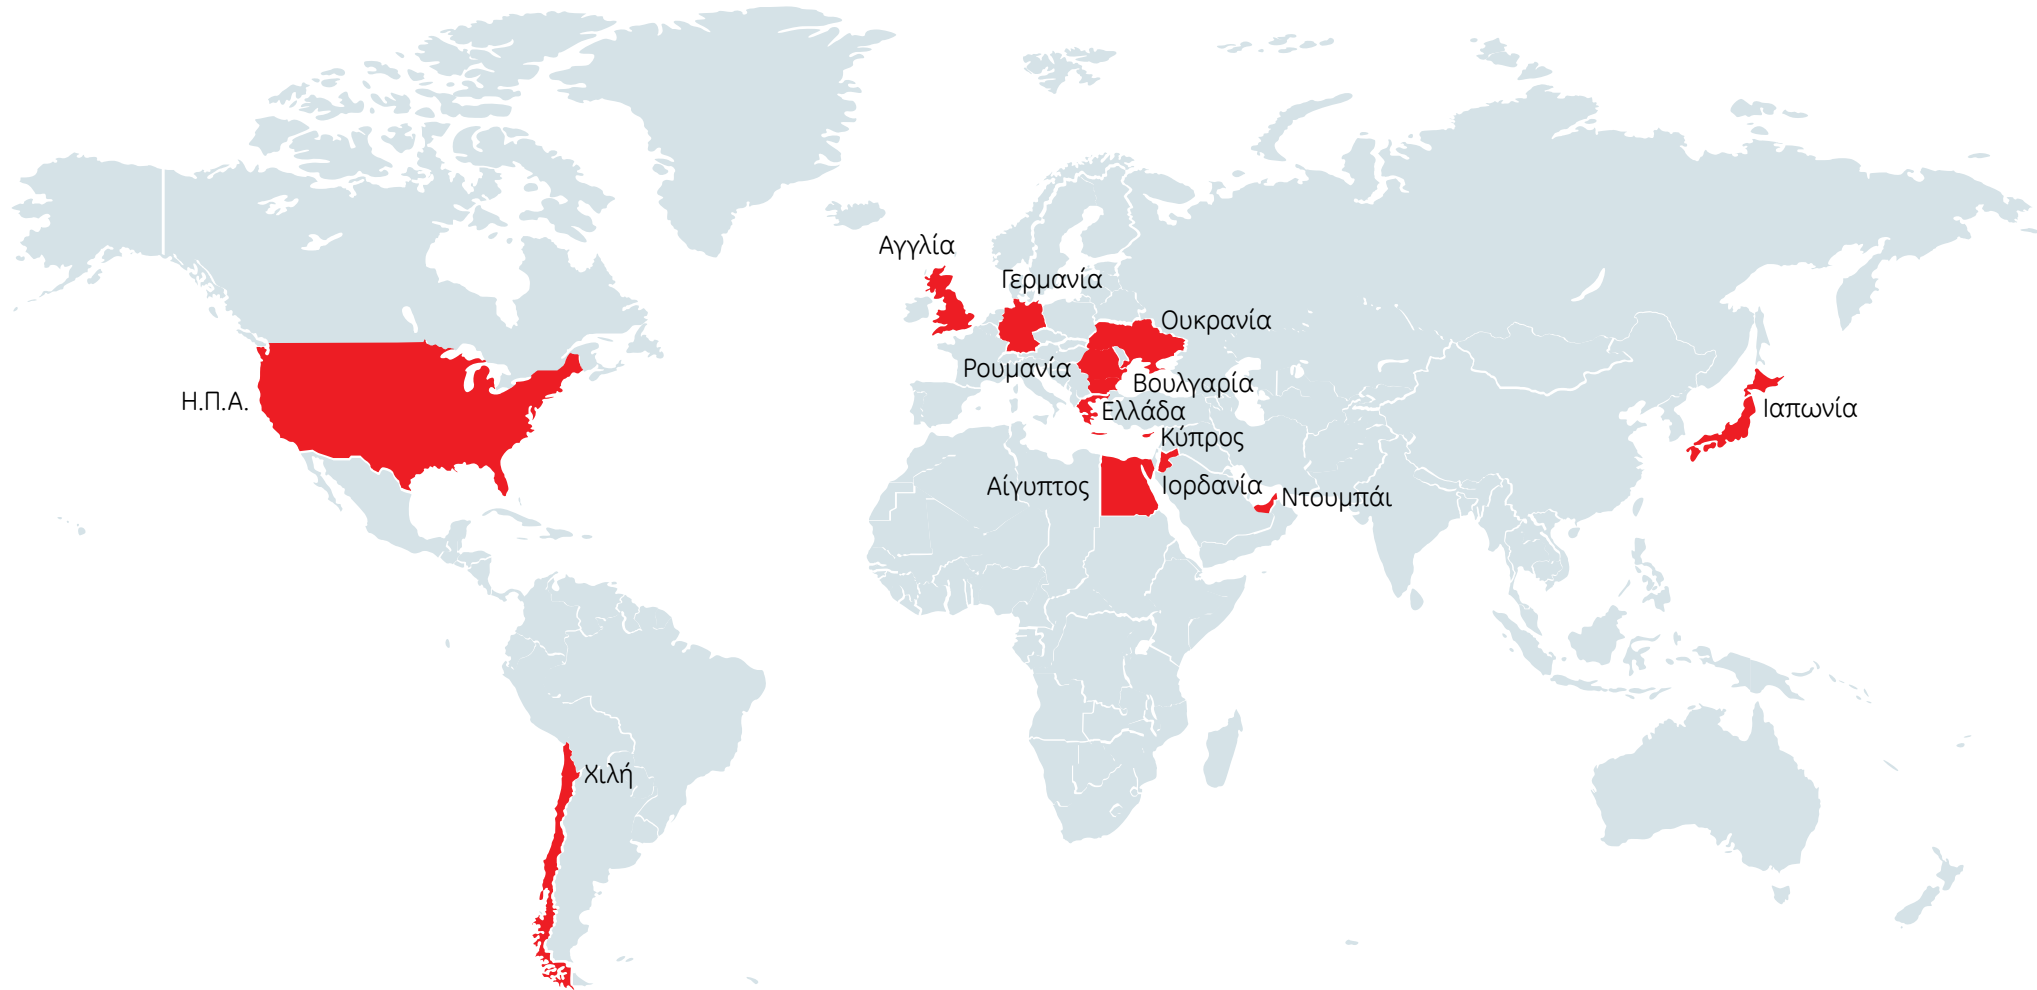 Αγγλία
Γερμανία
Ουκρανία
Ρουμανία
Βουλγαρία
Η.Π.Α.
Ελλάδα
Ιαπωνία
Κύπρος
Αίγυπτος
Ιορδανία
Ντουμπάι
Χιλή